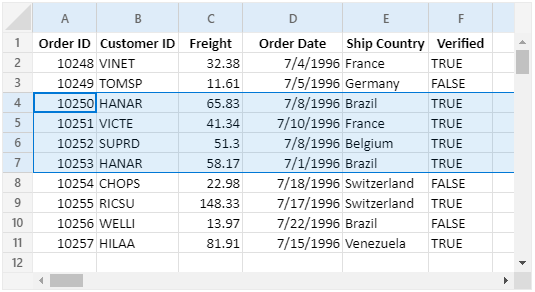 A B C D E F
1 Order ID Customer ID Freight Order Date Ship Country Verified
2 10248 VINET 32.38 7/4/1996 France TRUE
3 10249 TOMSP 11.61 7/5/1996 Germany FALSE
4 10250 HANAR 65.83 7/8/1996 Brazil TRUE
5 10251 VICTE 41.34 7/10/1996 France TRUE
6 10252 SUPRD 51.3 7/8/1996 Belgium TRUE
7 10253 HANAR 58.17 7/1/1996 Brazil TRUE
8 10254 CHOPS 22.98 7/18/1996 Switzerland FALSE
9 10255 RICSU 148.33 7/17/1996 Switzerland TRUE
10 10256 WELLI 13.97 7/22/1996 Brazil FALSE
11 10257 HILAA 81.91 7/15/1996 Venezuela TRUE
12